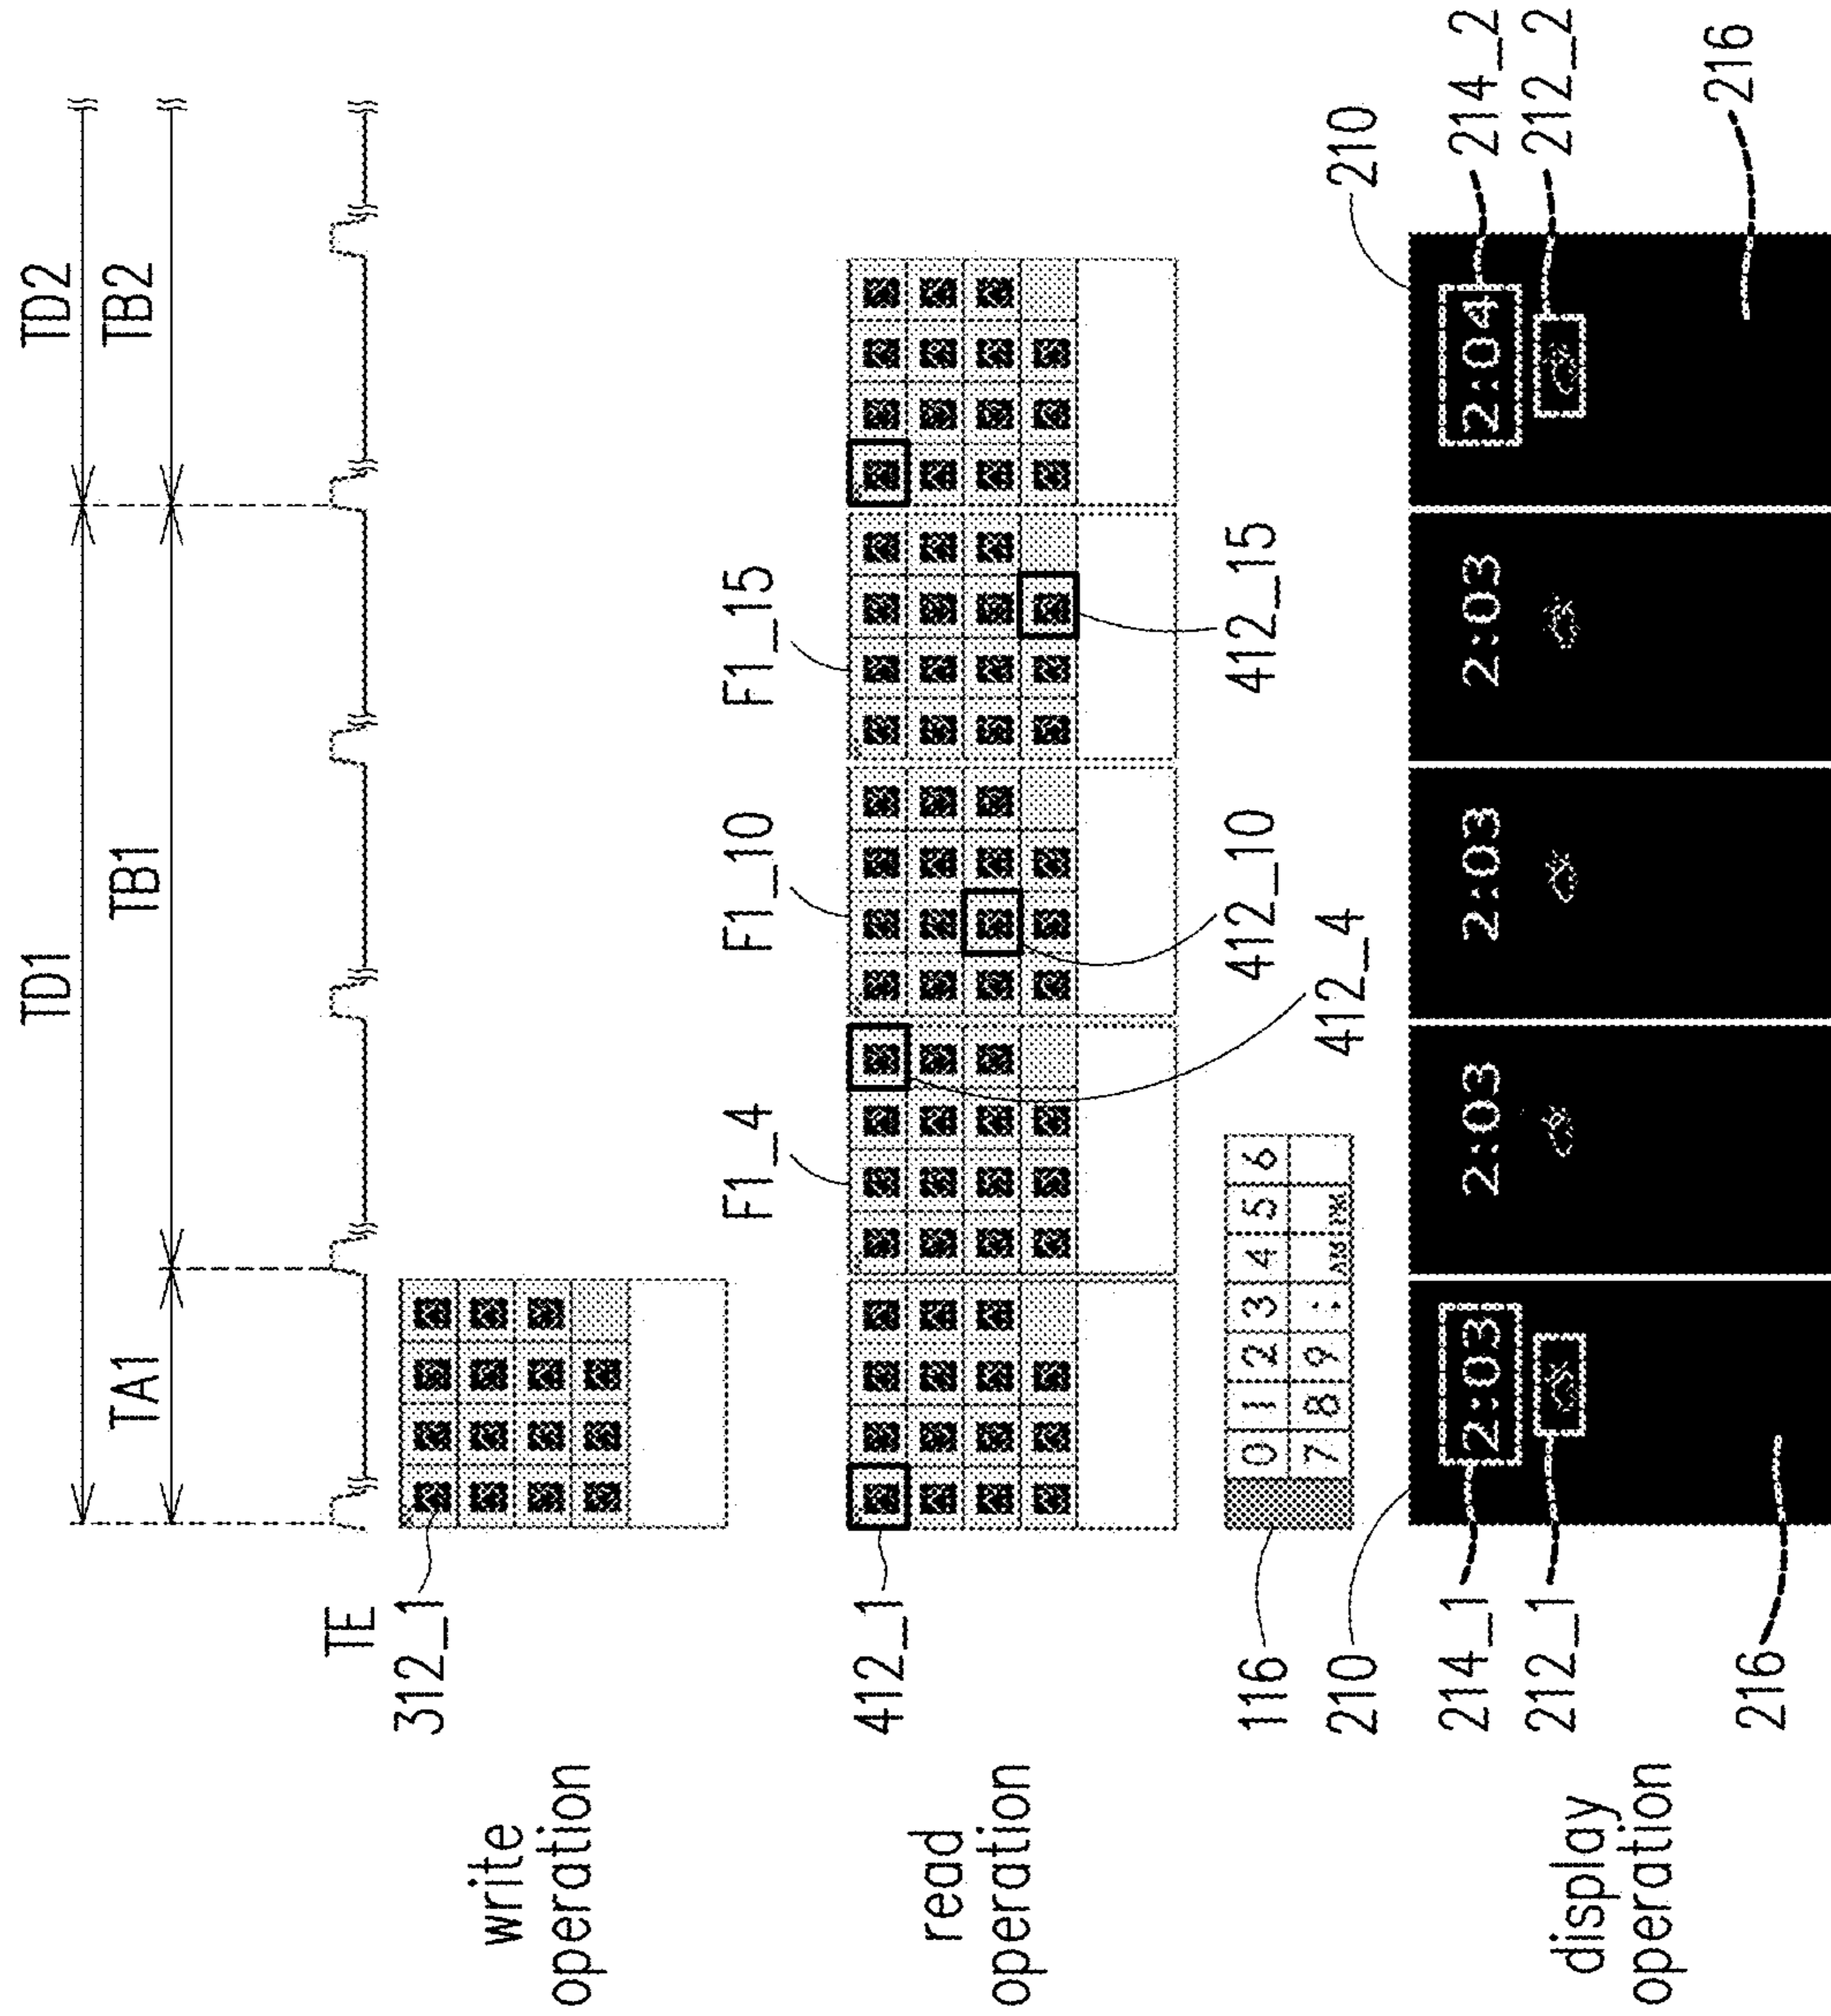 TD1 TD2
TA1 TB1 TB2
TE
write
operation
312_1
read
operation
F1_4 F1_10 F1_15
412_1
412_4 412_10 412_15
116
0 1 2 3 4 5 6
7 8 9 : AM PM
display
operation
210 210
2:03 2:03 2:03 2:03 2:04
214_1 214_2
212_1 212_2
216 216